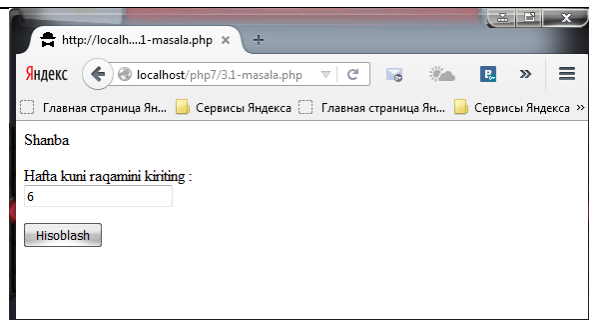 http://localh....1-masala.php × +
Яндекс localhost/php7/3.1-masala.php
Главная страница Ян... Сервисы Яндекса Главная страница Ян... Сервисы Яндекса »
Shanba
Hafta kuni raqamini kiriting :
6
Hisoblash